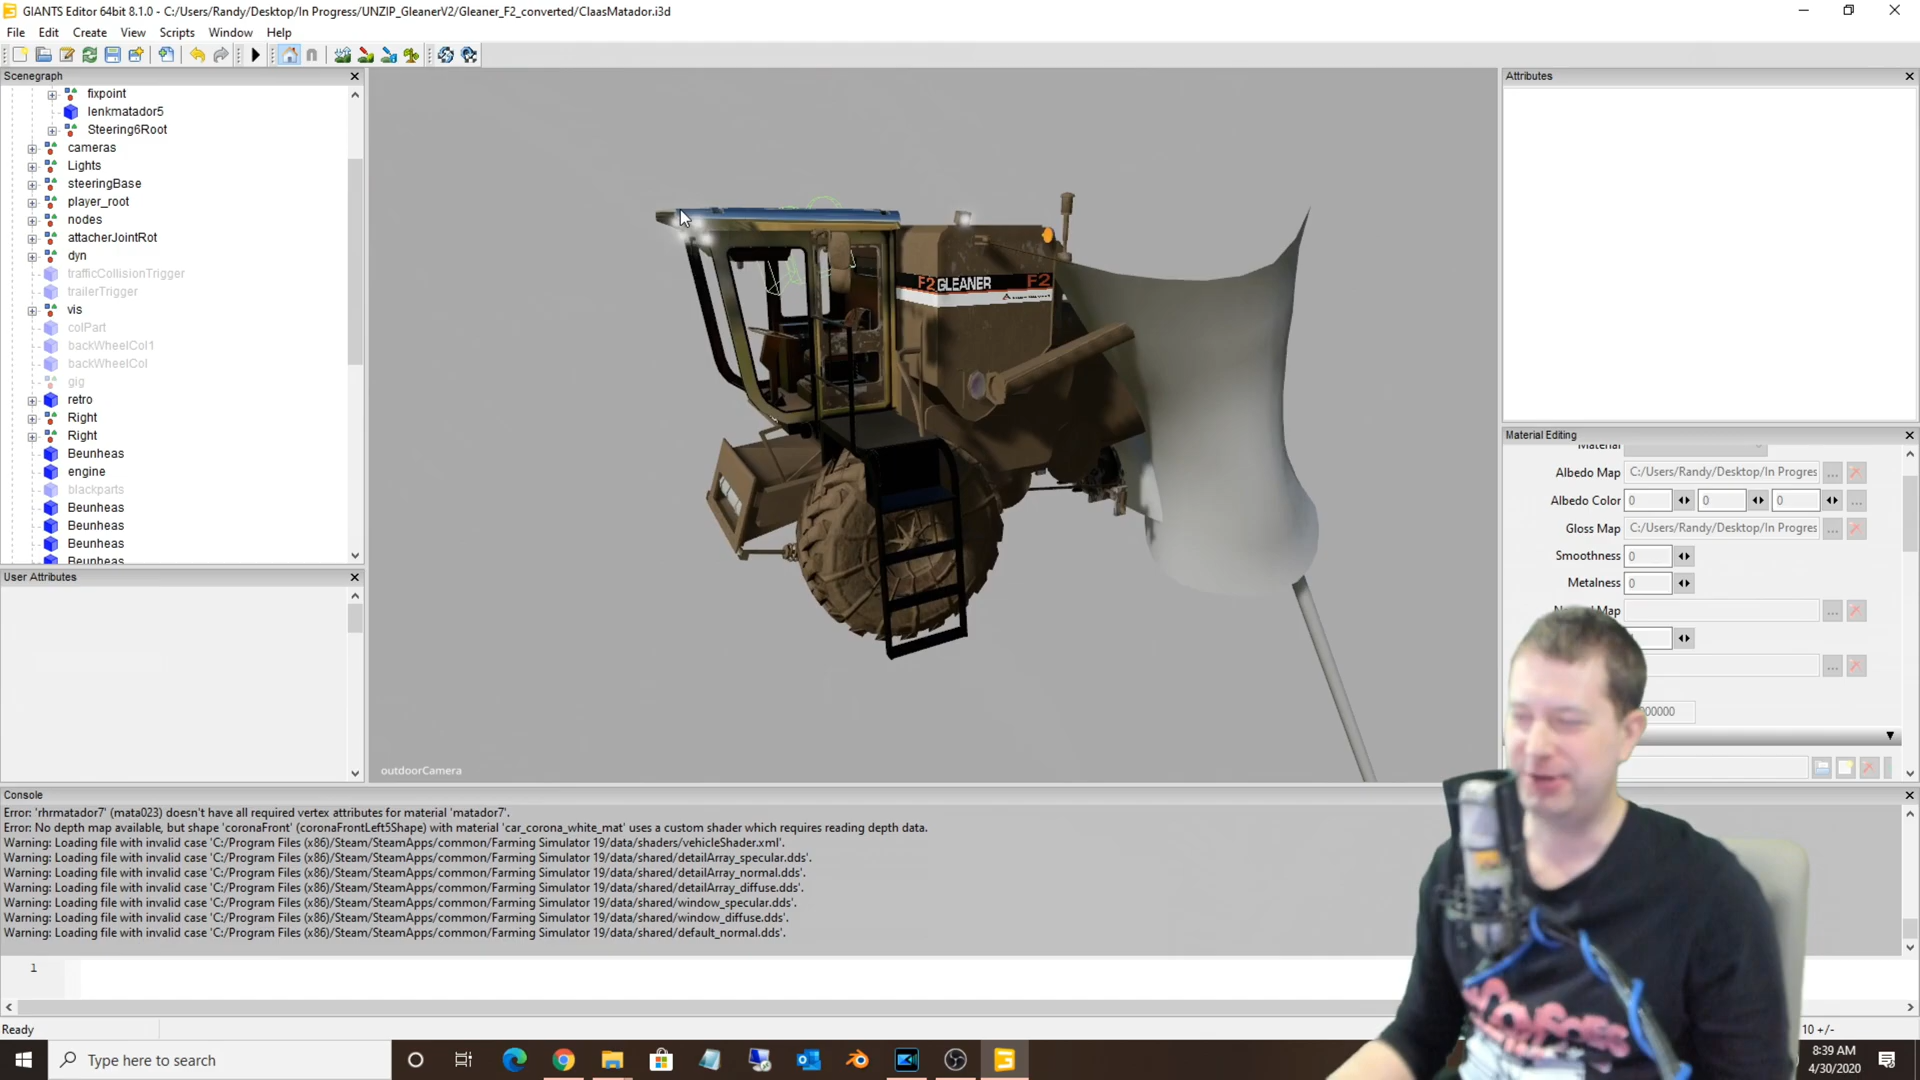 GIANTS Editor 64bit 8.1.0 - C:/Users/Randy/Desktop/In Progress/UNZIP_GleanerV2/Gleaner_F2_converted/ClaasMatador.i3d
File Edit Create View Scripts Window Help
Scenegraph
fixpoint
lenkmatador5
Steering6Root
cameras
Lights
steeringBase
player_root
nodes
attacherJointRot
dyn
trafficCollisionTrigger
trailerTrigger
vis
colPart
backWheelCol1
backWheelCol
gig
retro
Right
Right
Beunheas
engine
blackparts
Beunheas
Beunheas
Beunheas
Beunheas
User Attributes
F2 GLEANER F2
outdoorCamera
Attributes
Material Editing
Material
Albedo Map C:/Users/Randy/Desktop/In Progres ...
Albedo Color 0 0 0 ...
Gloss Map C:/Users/Randy/Desktop/In Progres ...
Smoothness 0
Metalness 0
Map ...
...
Console
Error: 'rhrmatador7' (mata023) doesn't have all required vertex attributes for material 'matador7'.
Error: No depth map available, but shape 'coronaFront' (coronaFrontLeft5Shape) with material 'car_corona_white_mat' uses a custom shader which requires reading depth data.
Warning: Loading file with invalid case 'C:/Program Files (x86)/Steam/SteamApps/common/Farming Simulator 19/data/shaders/vehicleShader.xml'.
Warning: Loading file with invalid case 'C:/Program Files (x86)/Steam/SteamApps/common/Farming Simulator 19/data/shared/detailArray_specular.dds'.
Warning: Loading file with invalid case 'C:/Program Files (x86)/Steam/SteamApps/common/Farming Simulator 19/data/shared/detailArray_normal.dds'.
Warning: Loading file with invalid case 'C:/Program Files (x86)/Steam/SteamApps/common/Farming Simulator 19/data/shared/detailArray_diffuse.dds'.
Warning: Loading file with invalid case 'C:/Program Files (x86)/Steam/SteamApps/common/Farming Simulator 19/data/shared/window_specular.dds'.
Warning: Loading file with invalid case 'C:/Program Files (x86)/Steam/SteamApps/common/Farming Simulator 19/data/shared/window_diffuse.dds'.
Warning: Loading file with invalid case 'C:/Program Files (x86)/Steam/SteamApps/common/Farming Simulator 19/data/shared/default_normal.dds'.
1
Ready
10 +/-
Type here to search
8:39 AM
4/30/2020